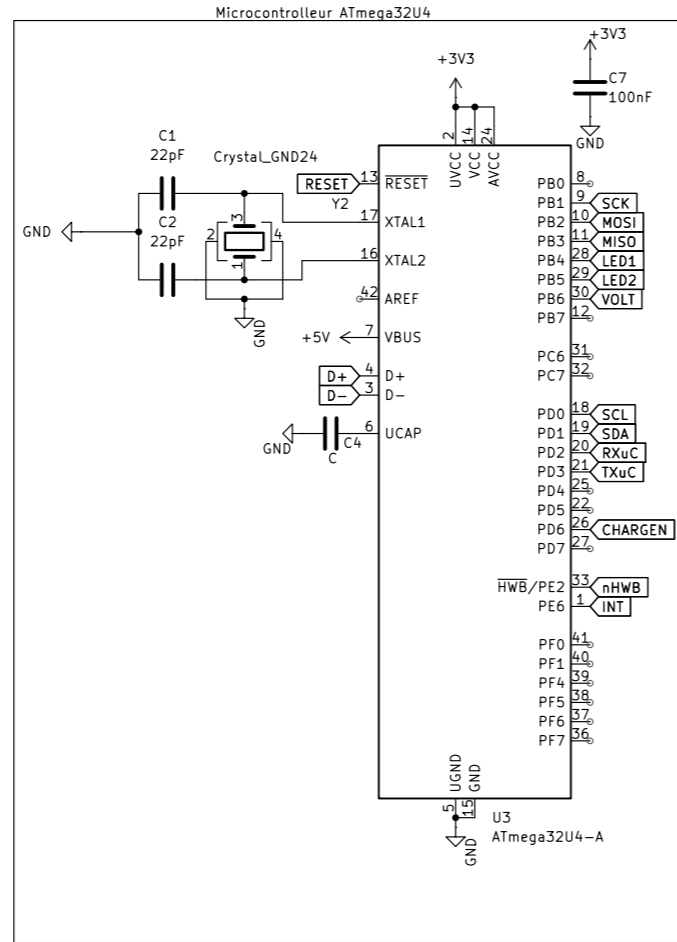 Microcontrolleur ATmega32U4
+3V3
C7
100nF
GND
+3V3
2
14
24
UVCC
VCC
AVCC
C1
22pF
Crystal_GND24
C2
22pF
GND
Y2
3
2
4
1
GND
RESET
13
RESET
17
XTAL1
16
XTAL2
42
AREF
+5V
7
VBUS
D+
4
D+
D-
3
D-
GND
C4
C
6
UCAP
PB0
8
PB1
9
SCK
PB2
10
MOSI
PB3
11
MISO
PB4
28
LED1
PB5
29
LED2
PB6
30
VOLT
PB7
12
PC6
31
PC7
32
PD0
18
SCL
PD1
19
SDA
PD2
20
RXuC
PD3
21
TXuC
PD4
25
PD5
22
PD6
26
CHARGEN
PD7
27
HWB/PE2
33
nHWB
PE6
1
INT
PF0
41
PF1
40
PF4
39
PF5
38
PF6
37
PF7
36
UGND
GND
5
15
GND
U3
ATmega32U4-A